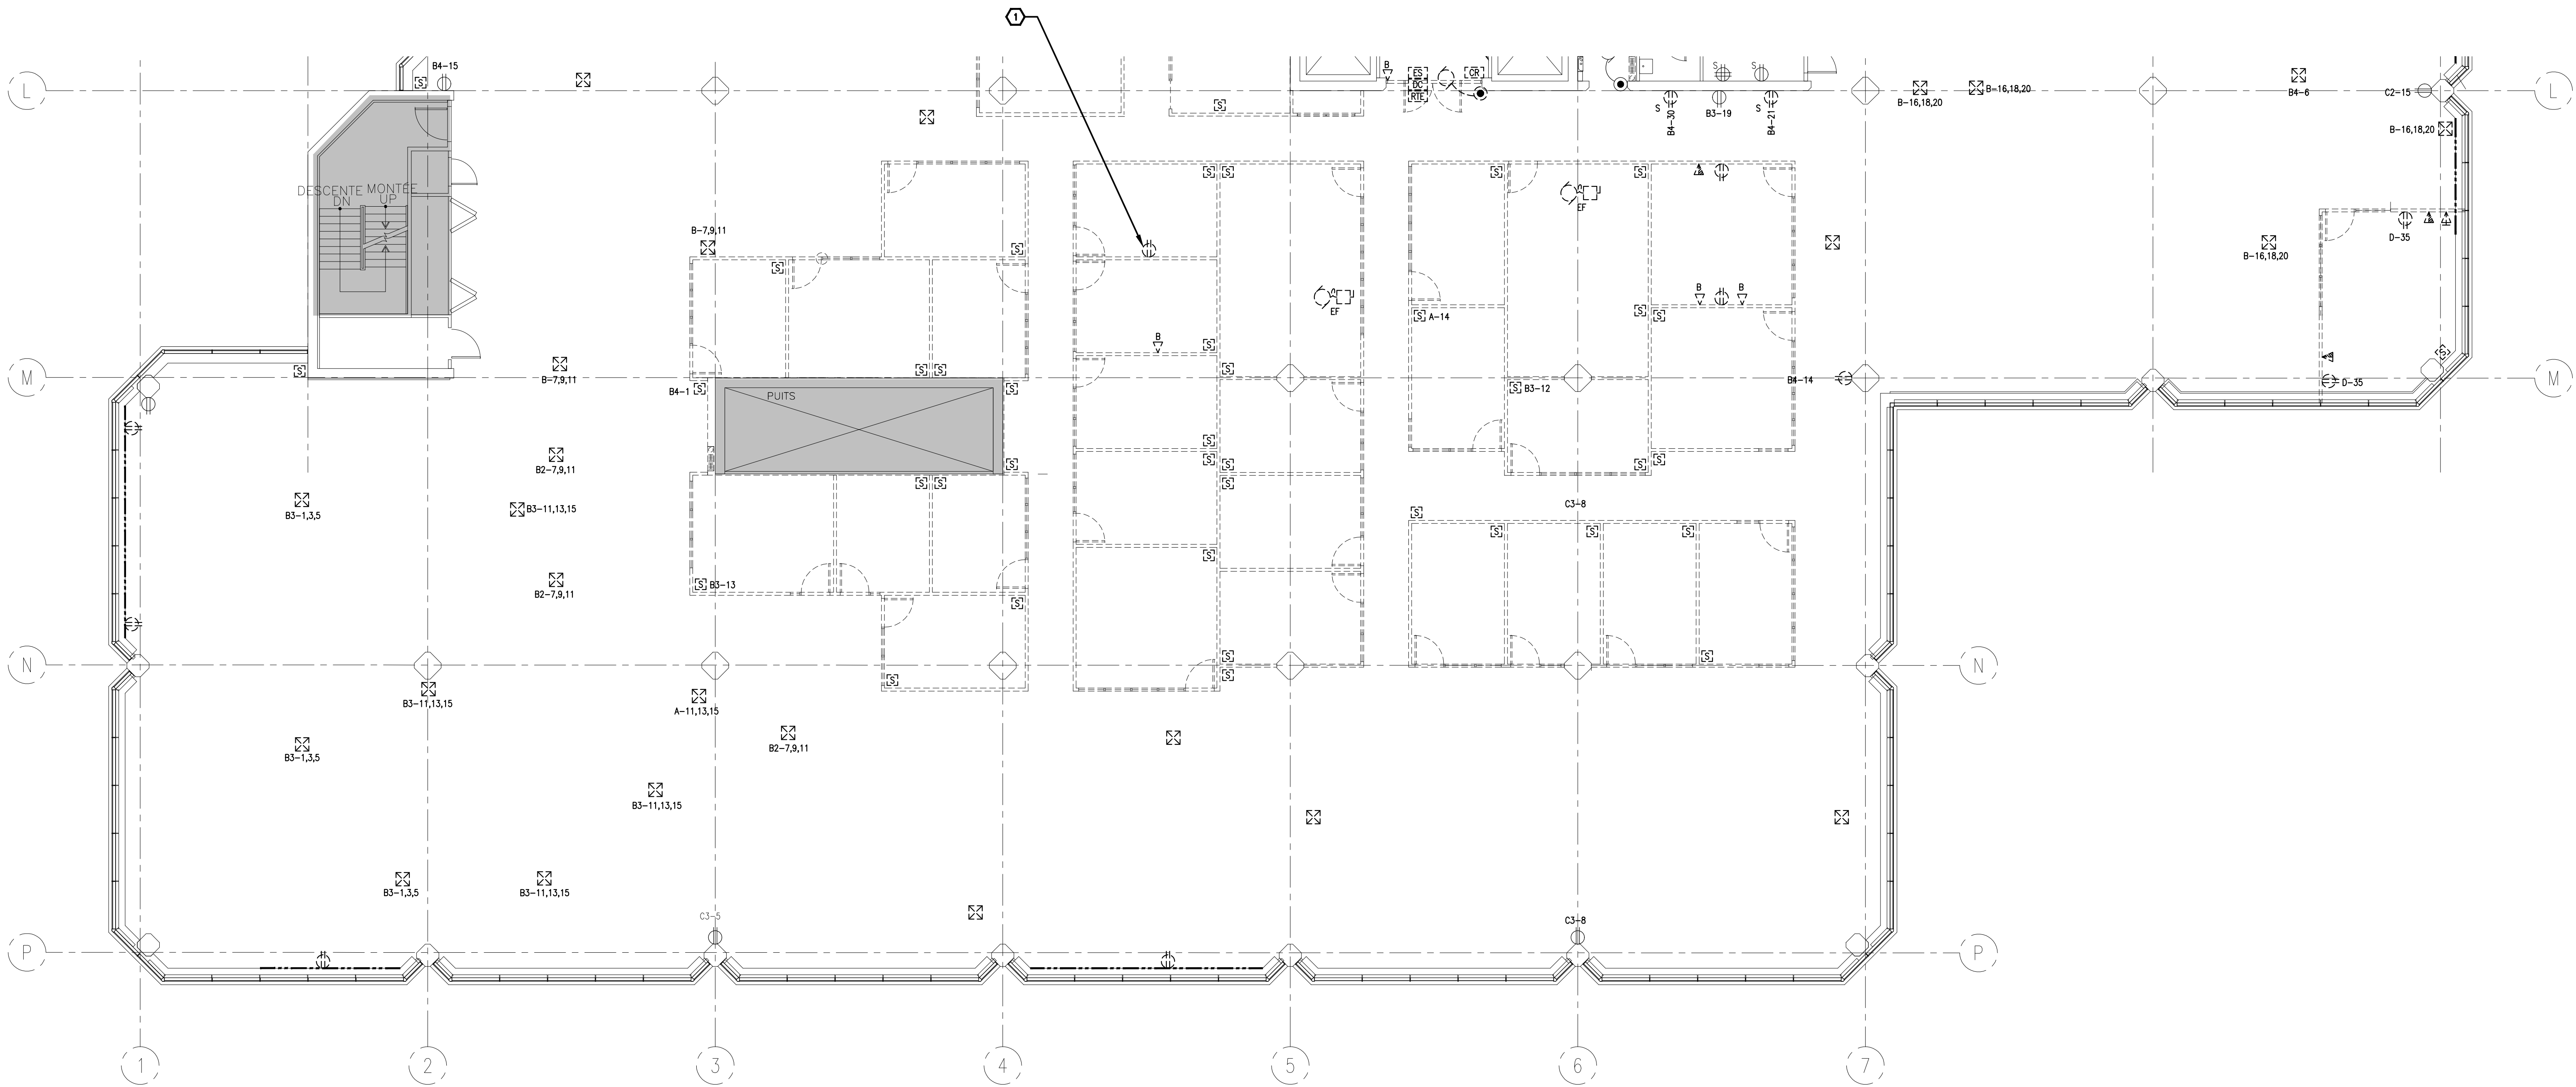 1
B4-15
S
B
ES
DC
RTE
CR
S
S
L
S
S
B4-30
B3-19
S
B4-21
B-16,18,20
B-16,18,20
B4-6
C2-15
L
B-16,18,20
DESCENTE
DN
MONTÉE
UP
S
S
S
S
EF
B-7,9,11
S
S
D-35
B-16,18,20
EF
B
B
S
A-14
S
S
B
S
S
M
S
B-7,9,11
S
S
S
B4-1
S
PUITS
S
S
B3-12
B4-14
D-35
M
B2-7,9,11
S
S
S
S
S
S
B3-1,3,5
B3-11,13,15
S
S
S
C3-8
S
S
S
S
S
B2-7,9,11
S
B3-13
S
N
S
S
N
S
S
B3-11,13,15
A-11,13,15
B2-7,9,11
B3-1,3,5
B3-11,13,15
B3-1,3,5
B3-11,13,15
C3-5
C3-8
P
P
1
2
3
4
5
6
7